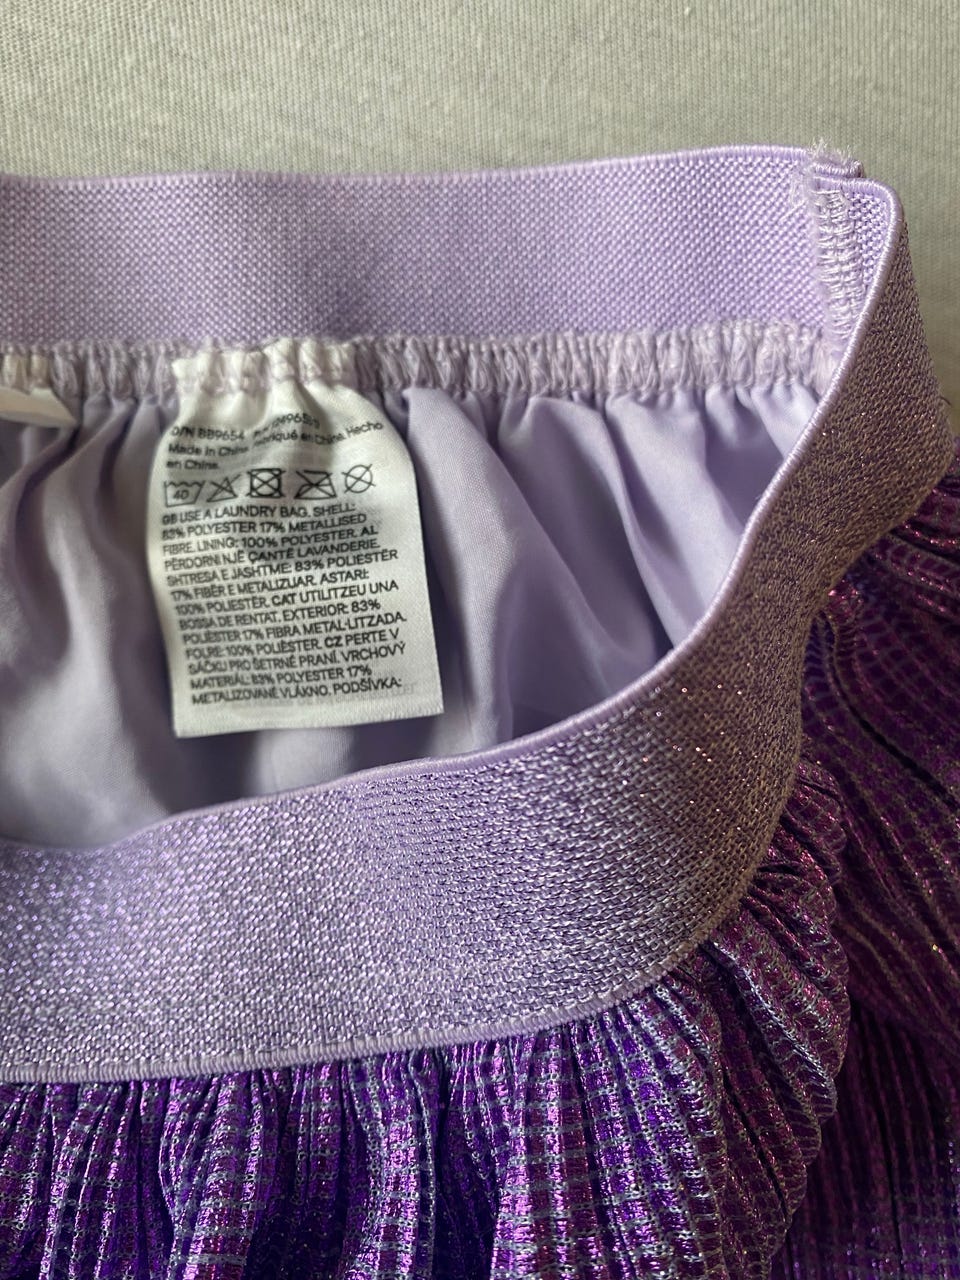 O/N BB9654
Made in China Fabriqué en Chine Hecho
en China
40
GB USE A LAUNDRY BAG. SHELL:
83% POLYESTER 17% METALLISED
FIBRE. LINING: 100% POLYESTER. AL
PËRDORNI NJË ÇANTË LAVANDERIE.
SHTRESA E JASHTME: 83% POLIESTËR
17% FIBËR E METALIZUAR. ASTARI:
100% POLIESTËR. CAT UTILITZEU UNA
BOSSA DE RENTAT. EXTERIOR: 83%
POLIÈSTER 17% FIBRA METAL·LITZADA.
FOLRE: 100% POLIÈSTER. CZ PERTE V
SÁČKU PRO ŠETRNÉ PRANÍ. VRCHOVÝ
MATERIÁL: 83% POLYESTER 17%
METALIZOVANÉ VLÁKNO. PODŠÍVKA: